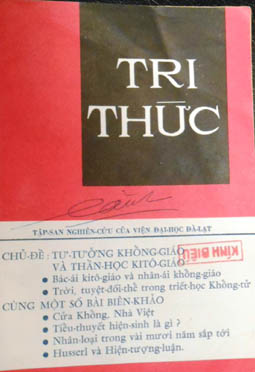 TRI
THỨC
TẬP-SAN NGHIÊN-CỨU CỦA VIỆN ĐẠI-HỌC ĐÀ-LẠT
CHỦ-ĐỀ : TƯ-TƯỞNG KHỔNG-GIÁO
VÀ THẦN-HỌC KITÔ-GIÁO
KÍNH BIẾU
● Bác-ái kitô-giáo và nhân-ái khổng-giáo
● Trời, tuyệt-đối-thể trong triết-học Khổng-tử
CÙNG MỘT SỐ BÀI BIÊN-KHẢO
● Cửa Khổng, Nhà Việt
● Tiểu-thuyết hiện-sinh là gì ?
● Nhân-loại trong vài mươi năm sắp tới
● Husserl và Hiện-tượng-luận.